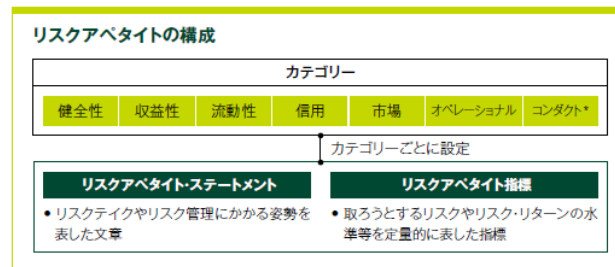 リスクアペタイトの構成
カテゴリー
健全性 収益性 流動性 信用 市場 オペレーショナル コンダクト*
カテゴリーごとに設定
リスクアペタイト・ステートメント
• リスクテイクやリスク管理にかかる姿勢を
表した文章
リスクアペタイト指標
• 取ろうとするリスクやリスク・リターンの水
準等を定量的に表した指標